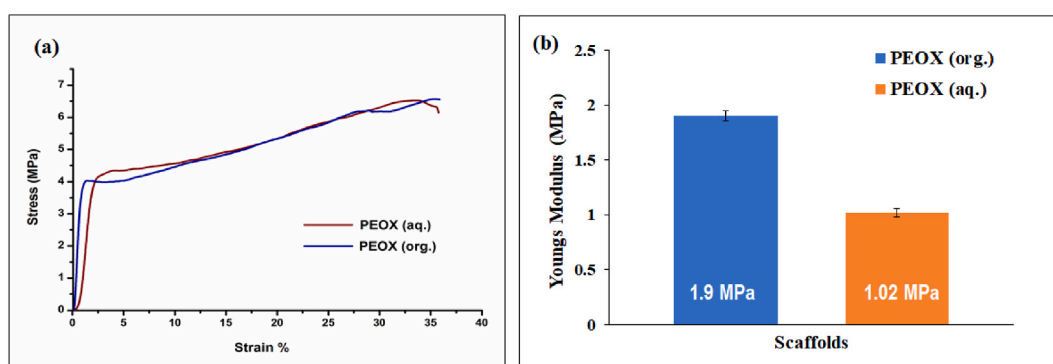 (a)
7
6
5
4
3
2
1
0
Stress (MPa)
PEOX (aq.)
PEOX (org.)
0 5 10 15 20 25 30 35 40
Strain %
(b)
2.5
2
1.5
1
0.5
0
Youngs Modulus (MPa)
PEOX (org.)
PEOX (aq.)
1.9 MPa
1.02 MPa
Scaffolds